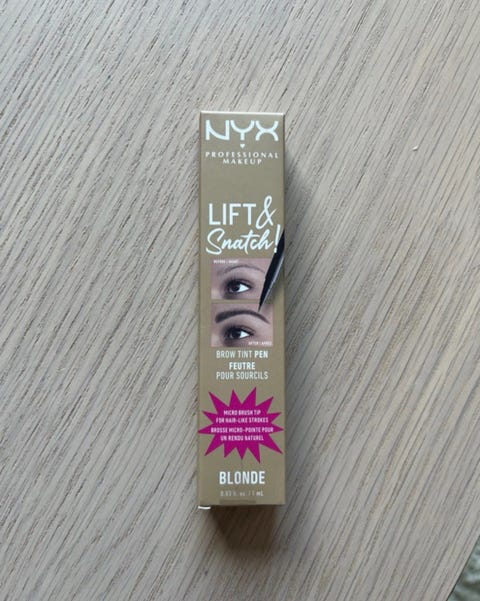 NYX
PROFESSIONAL
MAKEUP
LIFT &
Snatch!
BEFORE / AVANT
AFTER / APRÈS
BROW TINT PEN
FEUTRE
POUR SOURCILS
MICRO BRUSH TIP
FOR HAIR-LIKE STROKES
BROSSE MICRO-POINTE POUR
UN RENDU NATUREL
BLONDE
0.03 fl. oz. / 1 mL